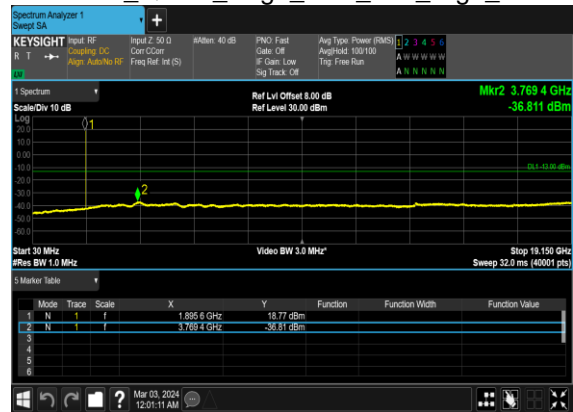 Spectrum Analyzer 1
Swept SA
+
KEYSIGHT
R T
LW
Input: RF
Coupling: DC
Align: Auto/No RF
Input Z: 50 Ω
Corr CCorr
Freq Ref: Int (S)
#Atten: 40 dB
PNO: Fast
Gate: Off
IF Gain: Low
Sig Track: Off
Avg Type: Power (RMS)
Avg|Hold: 100/100
Trig: Free Run
1 2 3 4 5 6
A W W W W W
A N N N N N
1 Spectrum
Scale/Div 10 dB
Ref Lvl Offset 8.00 dB
Ref Level 30.00 dBm
Mkr2 3.769 4 GHz
-36.811 dBm
Log
20.0
10.0
0.00
-10.0
-20.0
-30.0
-40.0
-50.0
-60.0
1
2
DL1 -13.00 dBm
Start 30 MHz
#Res BW 1.0 MHz
Video BW 3.0 MHz*
Stop 19.150 GHz
Sweep 32.0 ms (40001 pts)
5 Marker Table
Mode Trace Scale X Y Function Function Width Function Value
1 N 1 f 1.895 6 GHz 18.77 dBm
2 N 1 f 3.769 4 GHz -36.81 dBm
3
4
5
6
?
Mar 03, 2024
12:01:11 AM